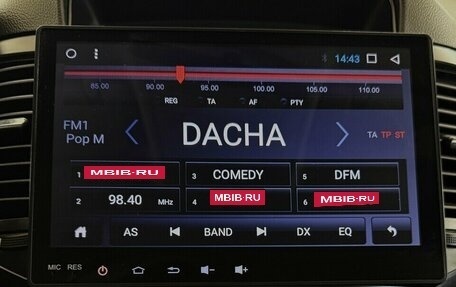 14:43
85.00 90.00 95.00 100.00 105.00 110.00
REG TA AF PTY
FM1
Pop M
DACHA
TA TP ST
1 MBIB-RU 3 COMEDY 5 DFM
2 98.40 MHz 4 MBIB-RU 6 MBIB-RU
AS BAND DX EQ
MIC RES